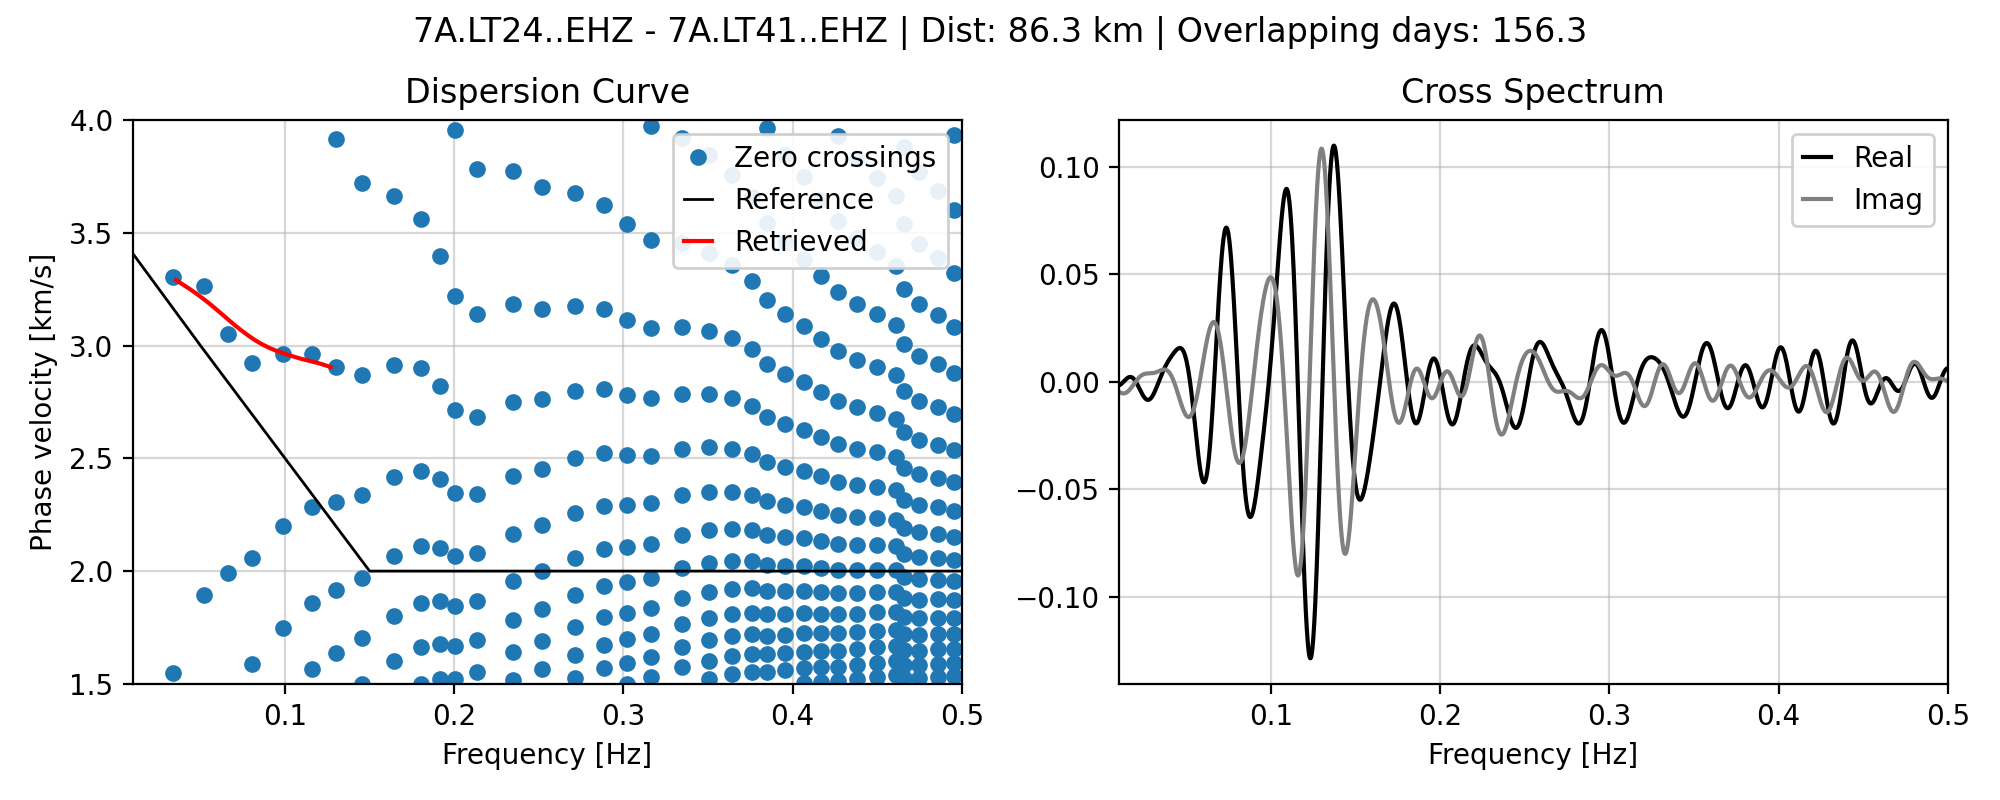 7A.LT24..EHZ - 7A.LT41..EHZ | Dist: 86.3 km | Overlapping days: 156.3
Dispersion Curve
Phase velocity [km/s]
4.0
3.5
3.0
2.5
2.0
1.5
0.1 0.2 0.3 0.4 0.5
Frequency [Hz]
Zero crossings
Reference
Retrieved
Cross Spectrum
0.10
0.05
0.00
−0.05
−0.10
0.1 0.2 0.3 0.4 0.5
Frequency [Hz]
Real
Imag